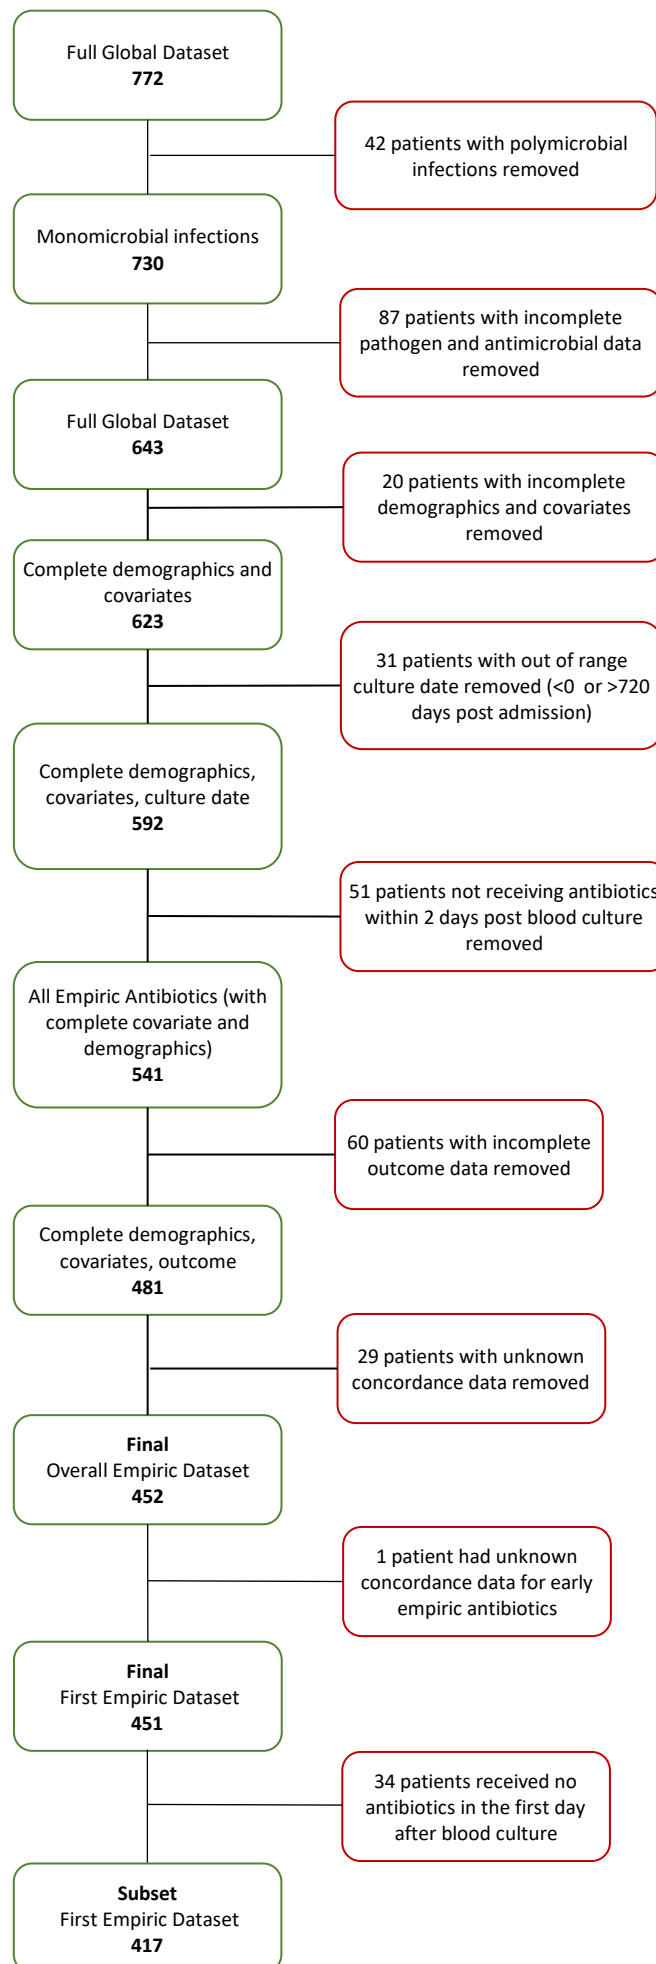 Full Global Dataset
772
42 patients with polymicrobial
infections removed
Monomicrobial infections
730
87 patients with incomplete
pathogen and antimicrobial data
removed
Full Global Dataset
643
20 patients with incomplete
demographics and covariates
removed
Complete demographics and
covariates
623
31 patients with out of range
culture date removed (<0 or >720
days post admission)
Complete demographics,
covariates, culture date
592
51 patients not receiving antibiotics
within 2 days post blood culture
removed
All Empiric Antibiotics (with
complete covariate and
demographics)
541
60 patients with incomplete
outcome data removed
Complete demographics,
covariates, outcome
481
29 patients with unknown
concordance data removed
Final
Overall Empiric Dataset
452
1 patient had unknown
concordance data for early
empiric antibiotics
Final
First Empiric Dataset
451
34 patients received no
antibiotics in the first day
after blood culture
Subset
First Empiric Dataset
417